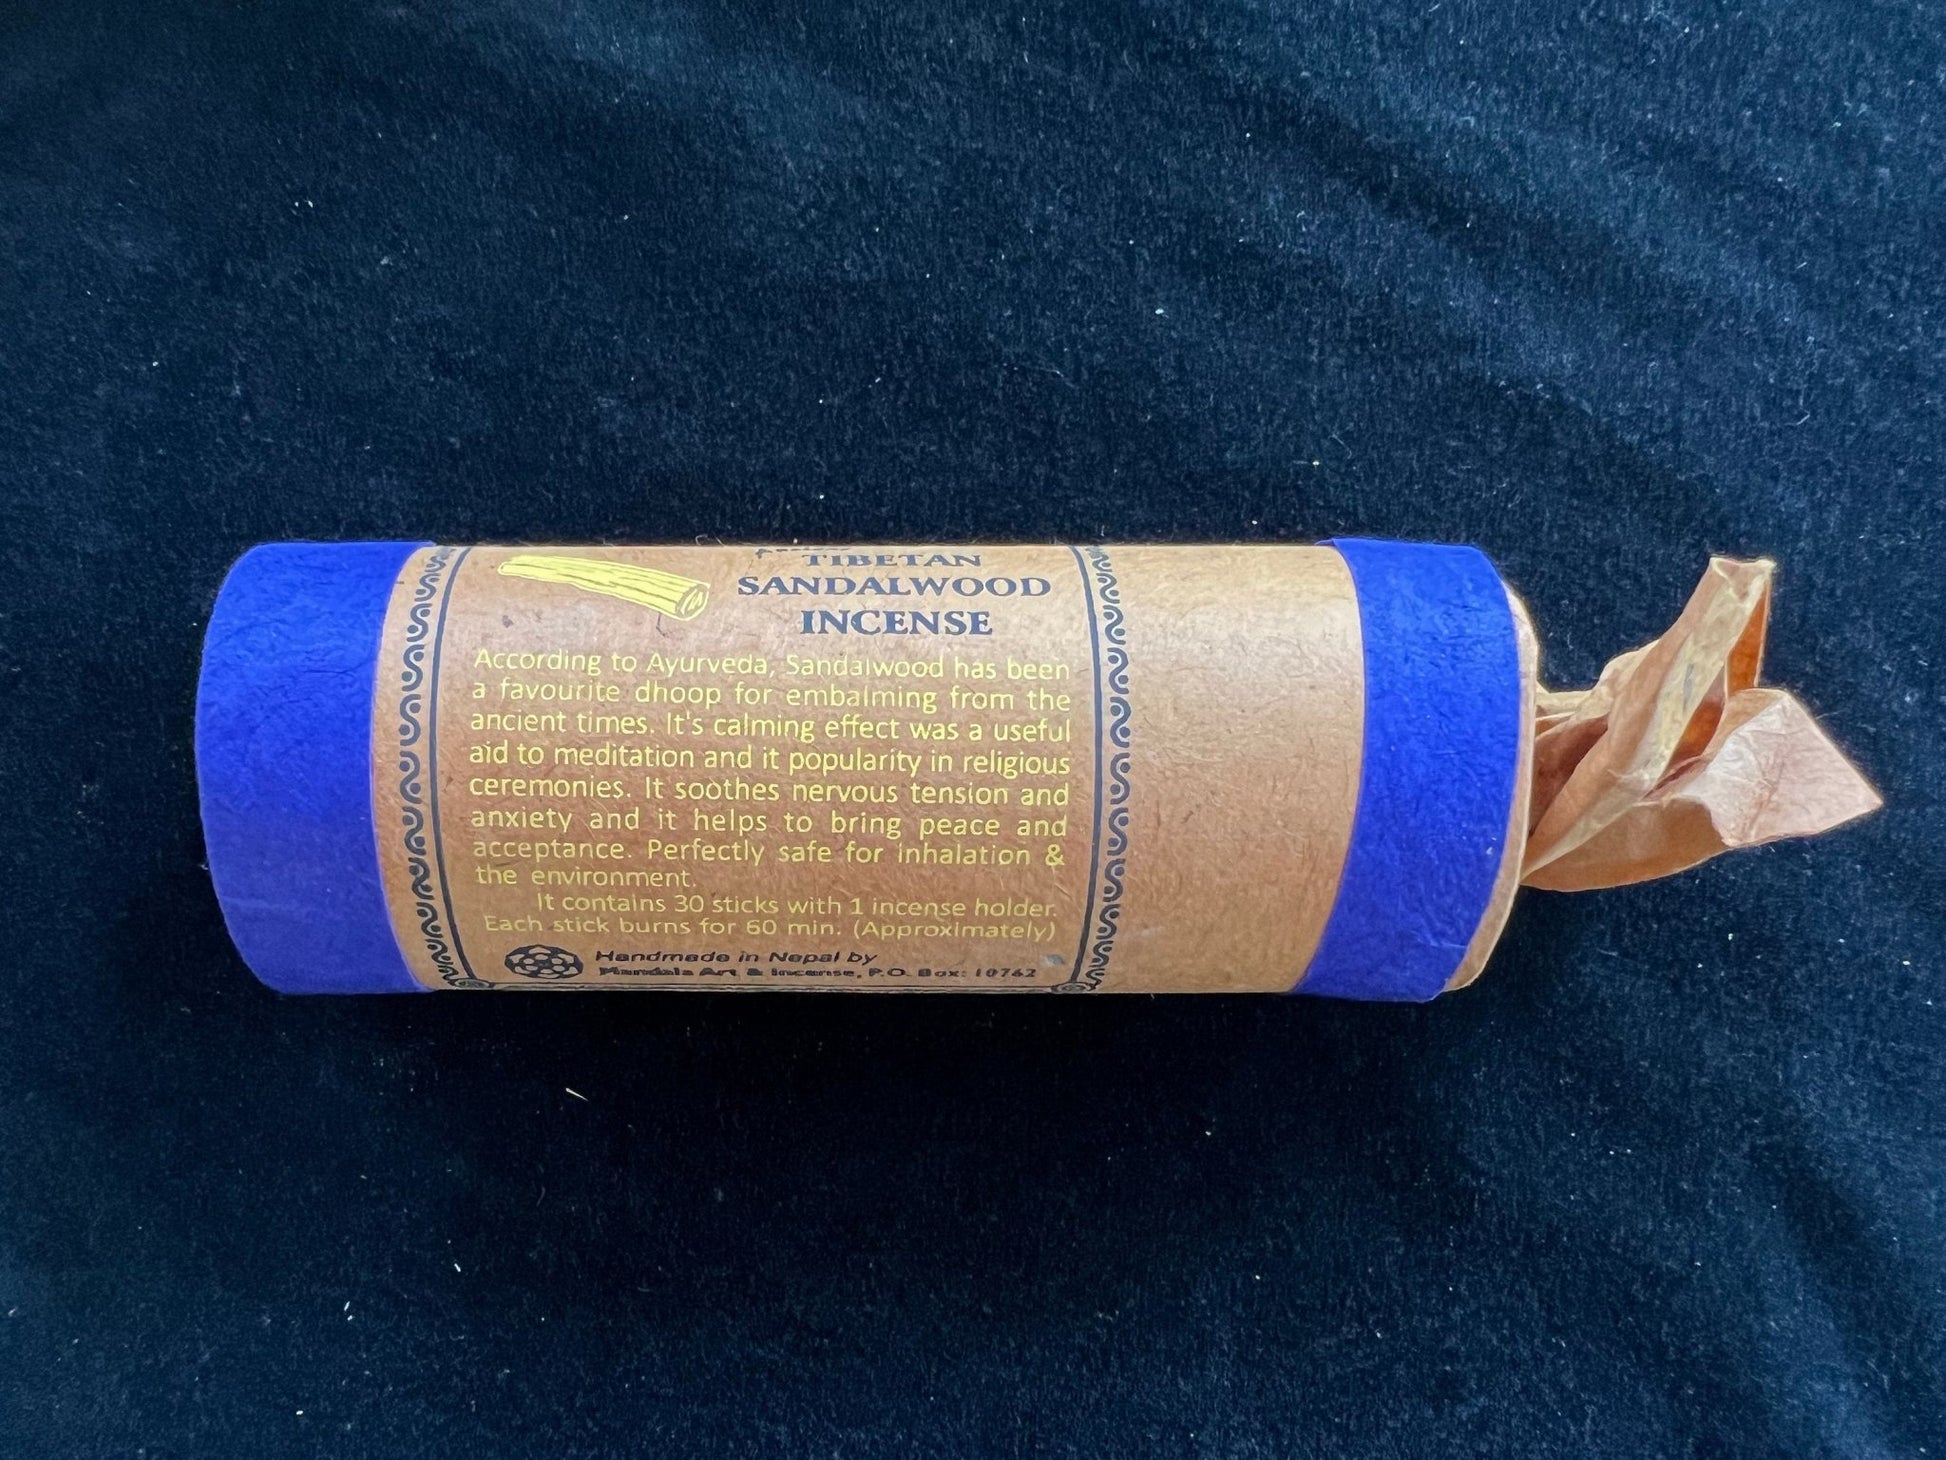 TIBETAN
SANDALWOOD
INCENSE
According to Ayurveda, Sandalwood has been
a favourite dhoop for embalming from the
ancient times. It's calming effect was a useful
aid to meditation and it popularity in religious
ceremonies. It soothes nervous tension and
anxiety and it helps to bring peace and
acceptance. Perfectly safe for inhalation &
the environment.
It contains 30 sticks with 1 incense holder.
Each stick burns for 60 min. (Approximately)
Handmade in Nepal by
Mandala Art & Incense, P.O. Box: 10762